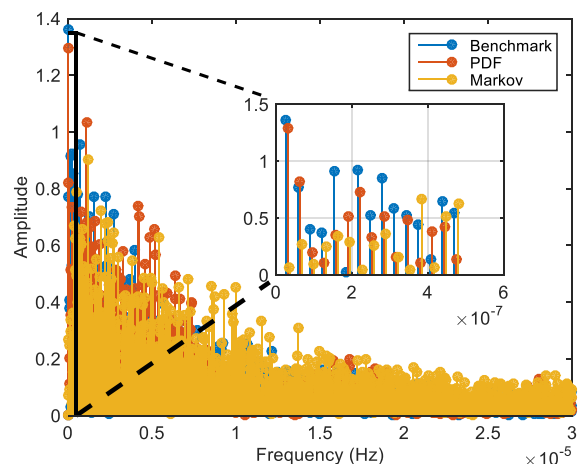 1.4
1.2
1
0.8
0.6
0.4
0.2
0
Amplitude
Benchmark
PDF
Markov
1.5
1
0.5
0
0 2 4 6
×10⁻⁷
0 0.5 1 1.5 2 2.5 3
Frequency (Hz) ×10⁻⁵